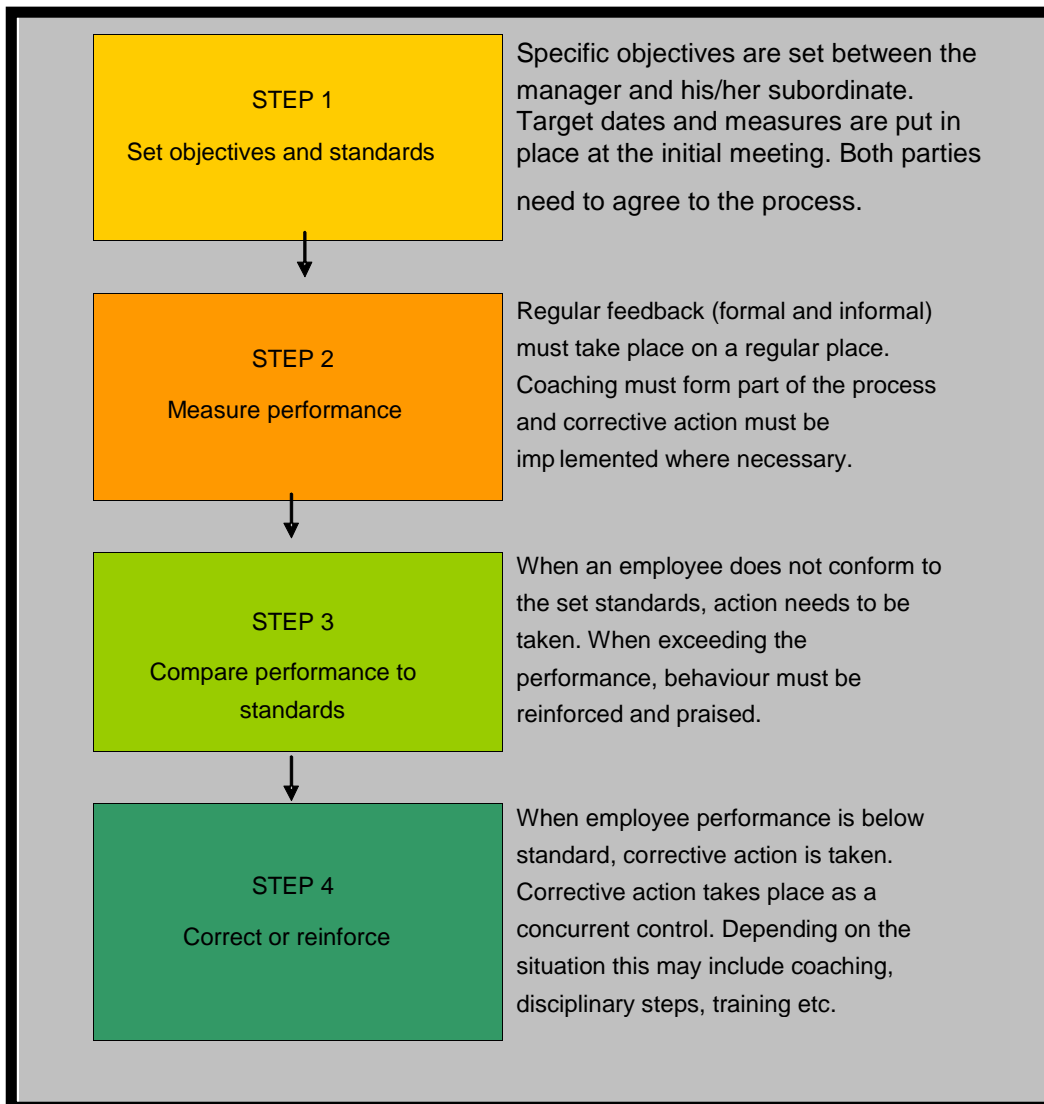 STEP 1
Set objectives and standards
Specific objectives are set between the
manager and his/her subordinate.
Target dates and measures are put in
place at the initial meeting. Both parties
need to agree to the process.
STEP 2
Measure performance
Regular feedback (formal and informal)
must take place on a regular place.
Coaching must form part of the process
and corrective action must be
imp lemented where necessary.
STEP 3
Compare performance to
standards
When an employee does not conform to
the set standards, action needs to be
taken. When exceeding the
performance, behaviour must be
reinforced and praised.
STEP 4
Correct or reinforce
When employee performance is below
standard, corrective action is taken.
Corrective action takes place as a
concurrent control. Depending on the
situation this may include coaching,
disciplinary steps, training etc.